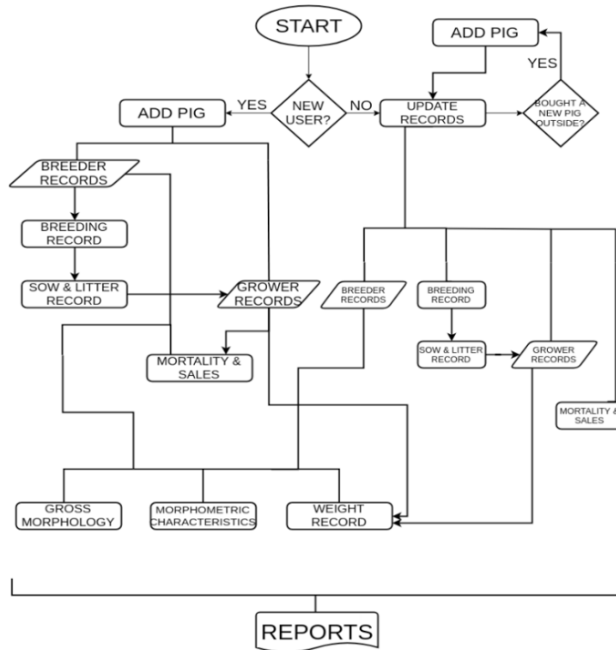 START
ADD PIG
YES
ADD PIG
YES
NEW
USER?
NO
UPDATE
RECORDS
BOUGHT A
NEW PIG
OUTSIDE?
BREEDER
RECORDS
BREEDING
RECORD
SOW & LITTER
RECORD
GROWER
RECORDS
BREEDER
RECORDS
BREEDING
RECORD
SOW & LITTER
RECORD
GROWER
RECORDS
MORTALITY &
SALES
MORTALITY &
SALES
GROSS
MORPHOLOGY
MORPHOMETRIC
CHARACTERISTICS
WEIGHT
RECORD
REPORTS